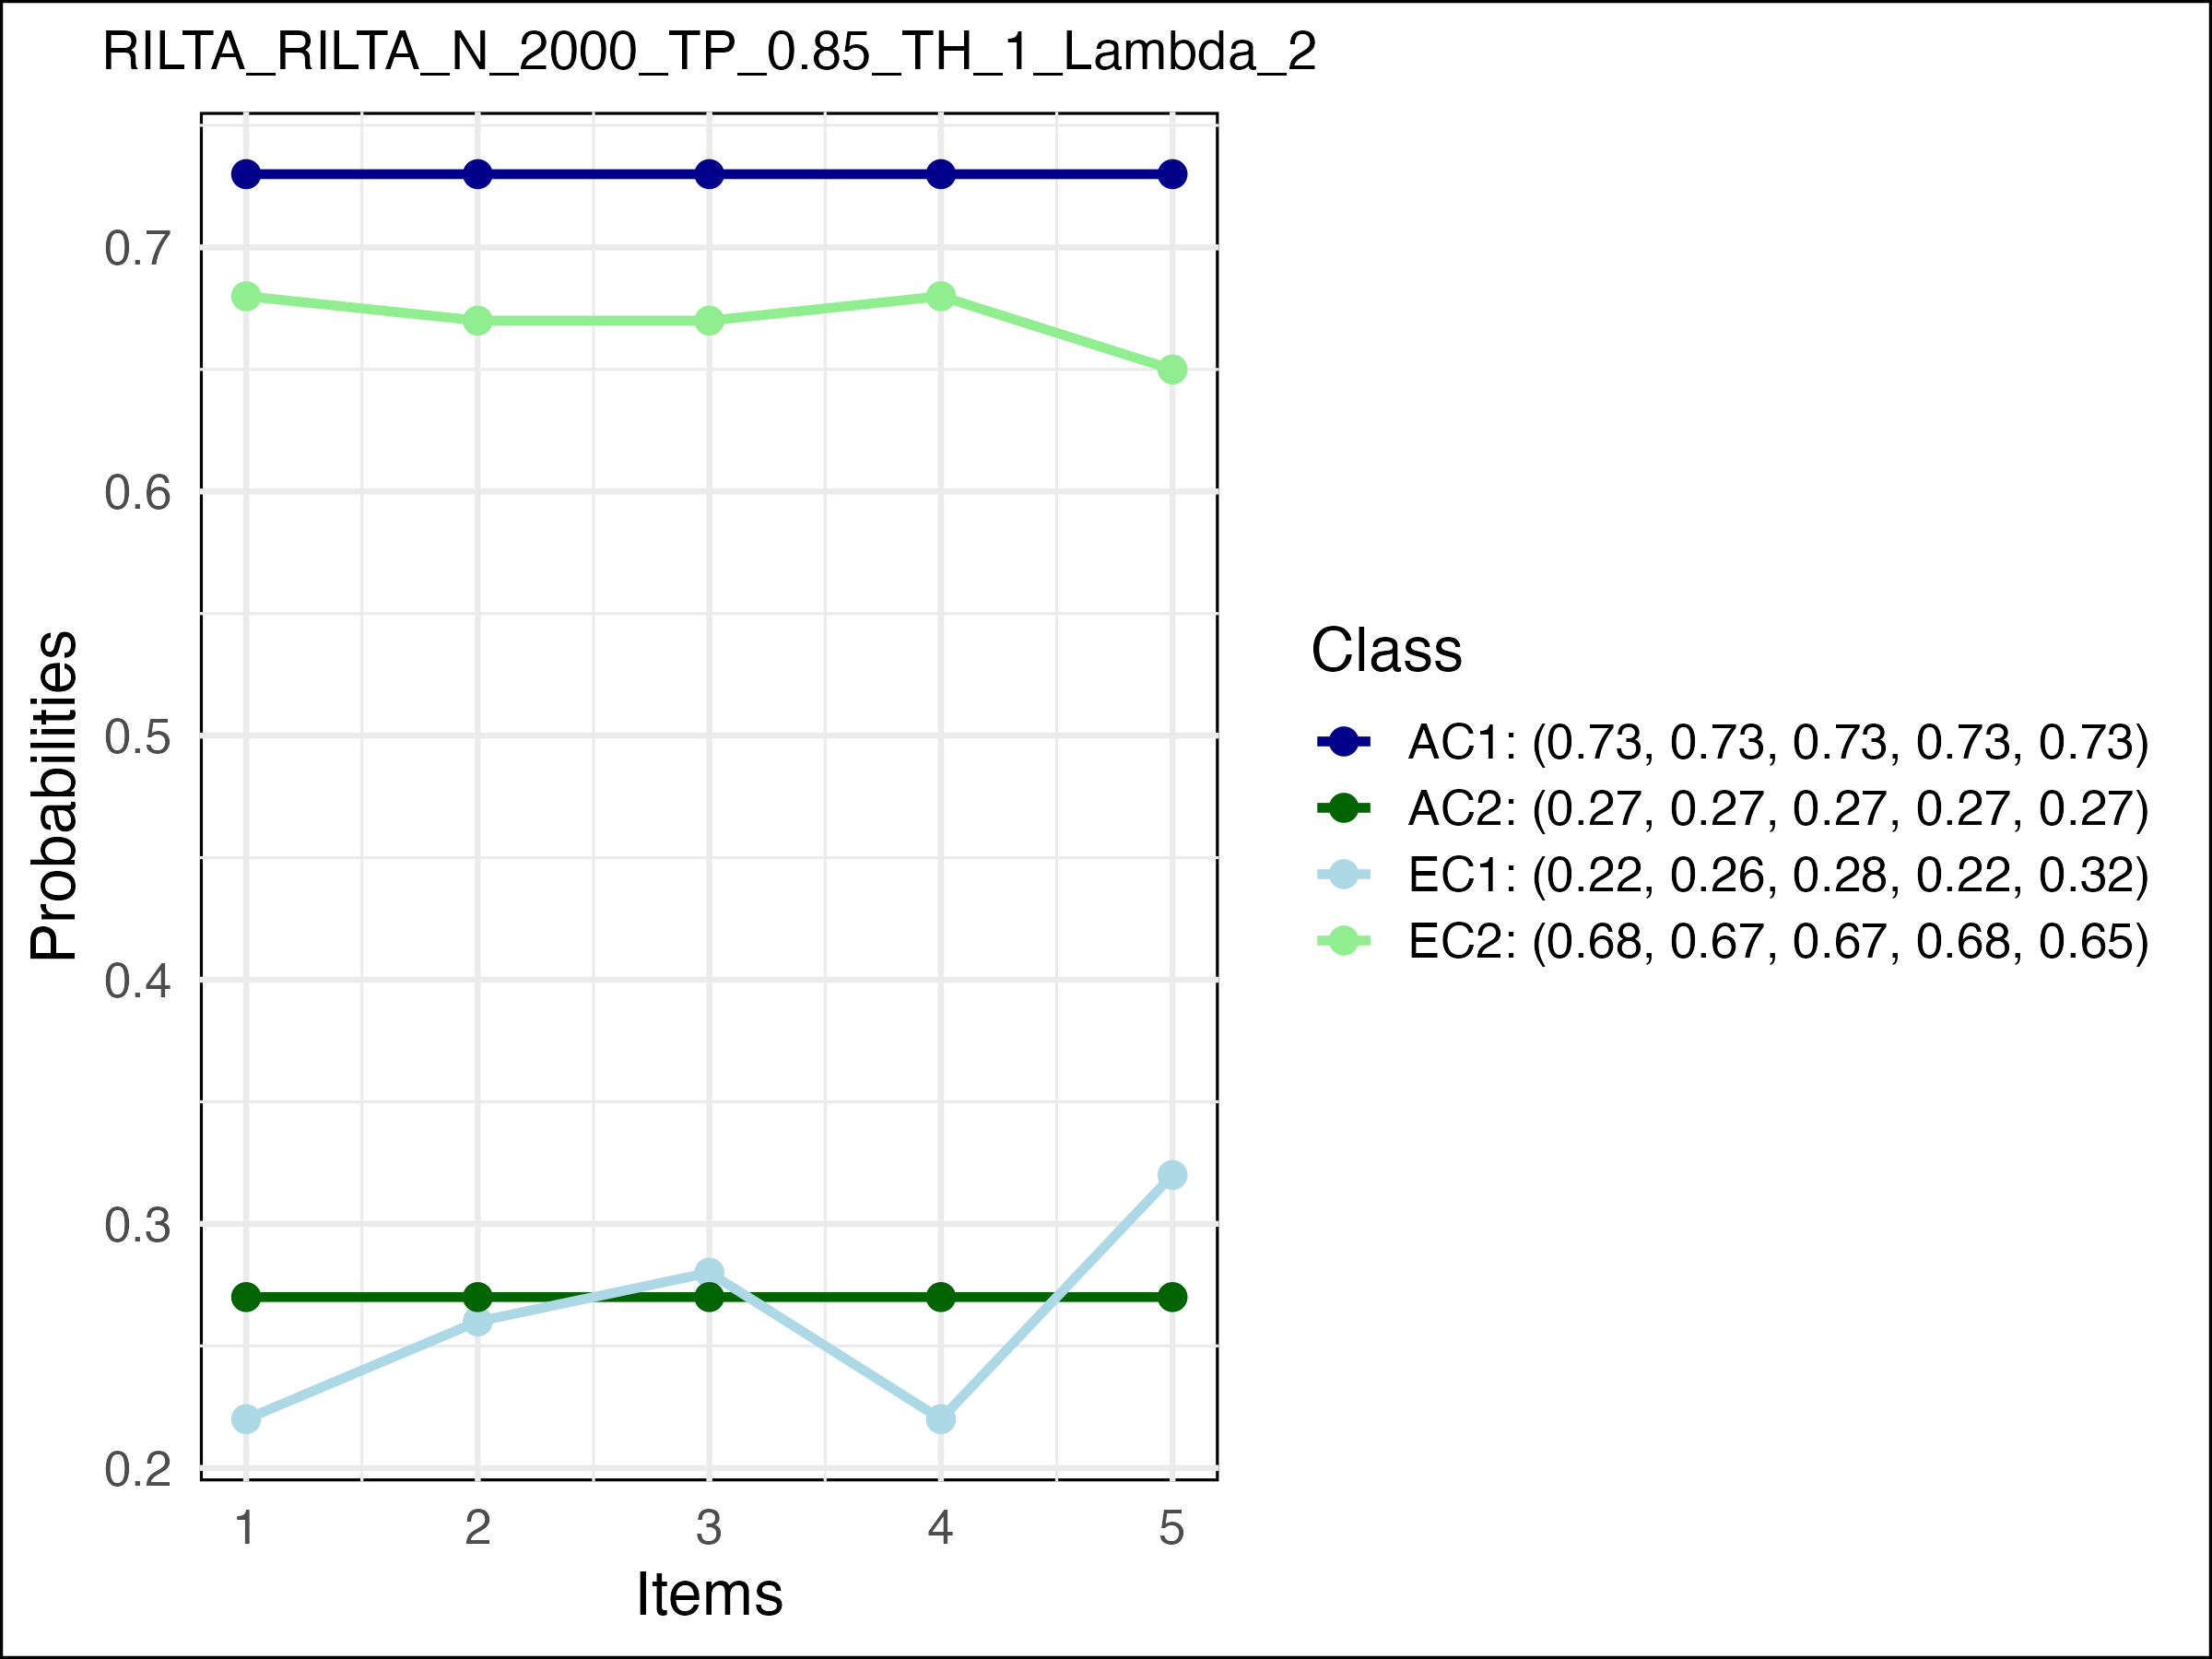 RILTA_RILTA_N_2000_TP_0.85_TH_1_Lambda_2
Probabilities
0.7
0.6
0.5
0.4
0.3
0.2
1 2 3 4 5
Items
Class
AC1: (0.73, 0.73, 0.73, 0.73, 0.73)
AC2: (0.27, 0.27, 0.27, 0.27, 0.27)
EC1: (0.22, 0.26, 0.28, 0.22, 0.32)
EC2: (0.68, 0.67, 0.67, 0.68, 0.65)